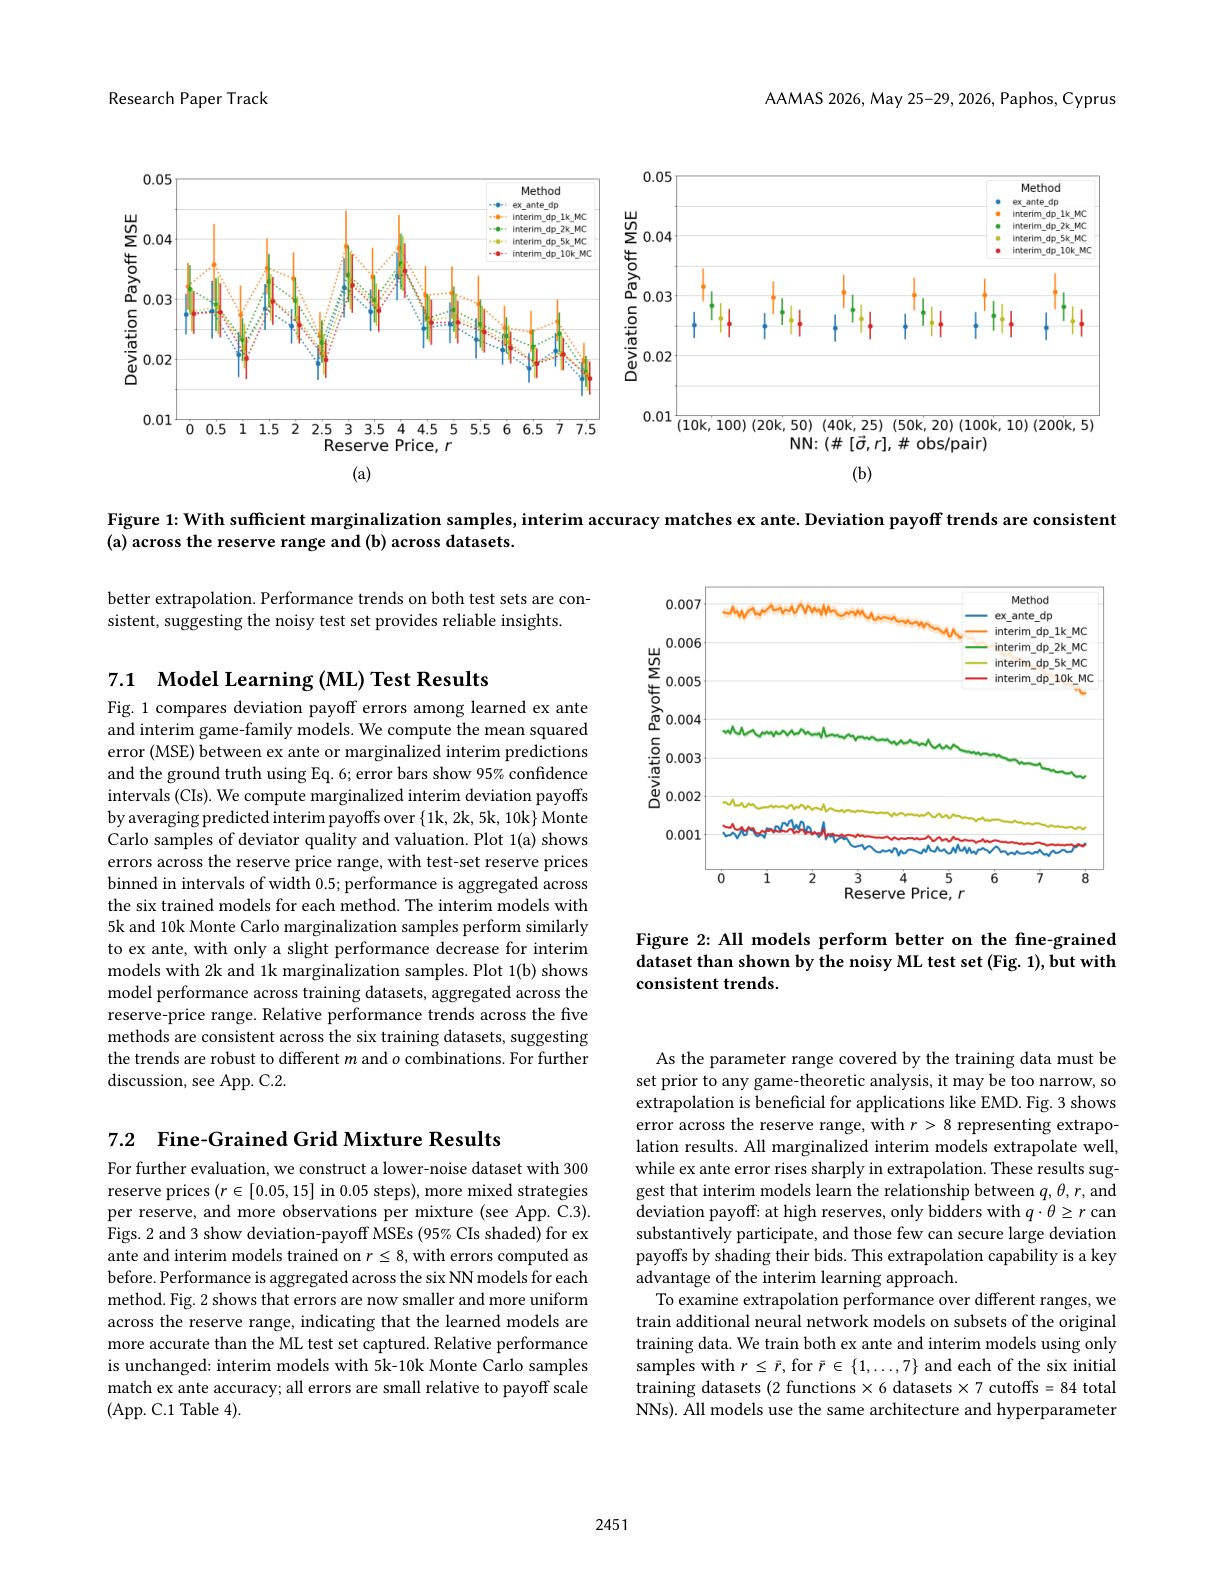 Research Paper Track
AAMAS 2026, May 25–29, 2026, Paphos, Cyprus
0.05
0.04
0.03
0.02
0.01
Deviation Payoff MSE
Method
ex_ante_dp
interim_dp_1k_MC
interim_dp_2k_MC
interim_dp_5k_MC
interim_dp_10k_MC
0 0.5 1 1.5 2 2.5 3 3.5 4 4.5 5 5.5 6 6.5 7 7.5
Reserve Price, r
(a)
0.05
0.04
0.03
0.02
0.01
Deviation Payoff MSE
Method
ex_ante_dp
interim_dp_1k_MC
interim_dp_2k_MC
interim_dp_5k_MC
interim_dp_10k_MC
(10k, 100) (20k, 50) (40k, 25) (50k, 20) (100k, 10) (200k, 5)
NN: (# [σ⃗, r], # obs/pair)
(b)
Figure 1: With sufficient marginalization samples, interim accuracy matches ex ante. Deviation payoff trends are consistent
(a) across the reserve range and (b) across datasets.
better extrapolation. Performance trends on both test sets are con-
sistent, suggesting the noisy test set provides reliable insights.
7.1 Model Learning (ML) Test Results
Fig. 1 compares deviation payoff errors among learned ex ante
and interim game-family models. We compute the mean squared
error (MSE) between ex ante or marginalized interim predictions
and the ground truth using Eq. 6; error bars show 95% confidence
intervals (CIs). We compute marginalized interim deviation payoffs
by averaging predicted interim payoffs over {1k, 2k, 5k, 10k} Monte
Carlo samples of deviator quality and valuation. Plot 1(a) shows
errors across the reserve price range, with test-set reserve prices
binned in intervals of width 0.5; performance is aggregated across
the six trained models for each method. The interim models with
5k and 10k Monte Carlo marginalization samples perform similarly
to ex ante, with only a slight performance decrease for interim
models with 2k and 1k marginalization samples. Plot 1(b) shows
model performance across training datasets, aggregated across the
reserve-price range. Relative performance trends across the five
methods are consistent across the six training datasets, suggesting
the trends are robust to different m and o combinations. For further
discussion, see App. C.2.
7.2 Fine-Grained Grid Mixture Results
For further evaluation, we construct a lower-noise dataset with 300
reserve prices (r ∈ [0.05, 15] in 0.05 steps), more mixed strategies
per reserve, and more observations per mixture (see App. C.3).
Figs. 2 and 3 show deviation-payoff MSEs (95% CIs shaded) for ex
ante and interim models trained on r ≤ 8, with errors computed as
before. Performance is aggregated across the six NN models for each
method. Fig. 2 shows that errors are now smaller and more uniform
across the reserve range, indicating that the learned models are
more accurate than the ML test set captured. Relative performance
is unchanged: interim models with 5k-10k Monte Carlo samples
match ex ante accuracy; all errors are small relative to payoff scale
(App. C.1 Table 4).
0.007
0.006
0.005
0.004
0.003
0.002
0.001
Deviation Payoff MSE
Method
ex_ante_dp
interim_dp_1k_MC
interim_dp_2k_MC
interim_dp_5k_MC
interim_dp_10k_MC
0 1 2 3 4 5 6 7 8
Reserve Price, r
Figure 2: All models perform better on the fine-grained
dataset than shown by the noisy ML test set (Fig. 1), but with
consistent trends.
As the parameter range covered by the training data must be
set prior to any game-theoretic analysis, it may be too narrow, so
extrapolation is beneficial for applications like EMD. Fig. 3 shows
error across the reserve range, with r > 8 representing extrapo-
lation results. All marginalized interim models extrapolate well,
while ex ante error rises sharply in extrapolation. These results sug-
gest that interim models learn the relationship between q, θ, r, and
deviation payoff: at high reserves, only bidders with q · θ ≥ r can
substantively participate, and those few can secure large deviation
payoffs by shading their bids. This extrapolation capability is a key
advantage of the interim learning approach.
To examine extrapolation performance over different ranges, we
train additional neural network models on subsets of the original
training data. We train both ex ante and interim models using only
samples with r ≤ r̄, for r̄ ∈ {1, . . . , 7} and each of the six initial
training datasets (2 functions × 6 datasets × 7 cutoffs = 84 total
NNs). All models use the same architecture and hyperparameter
2451